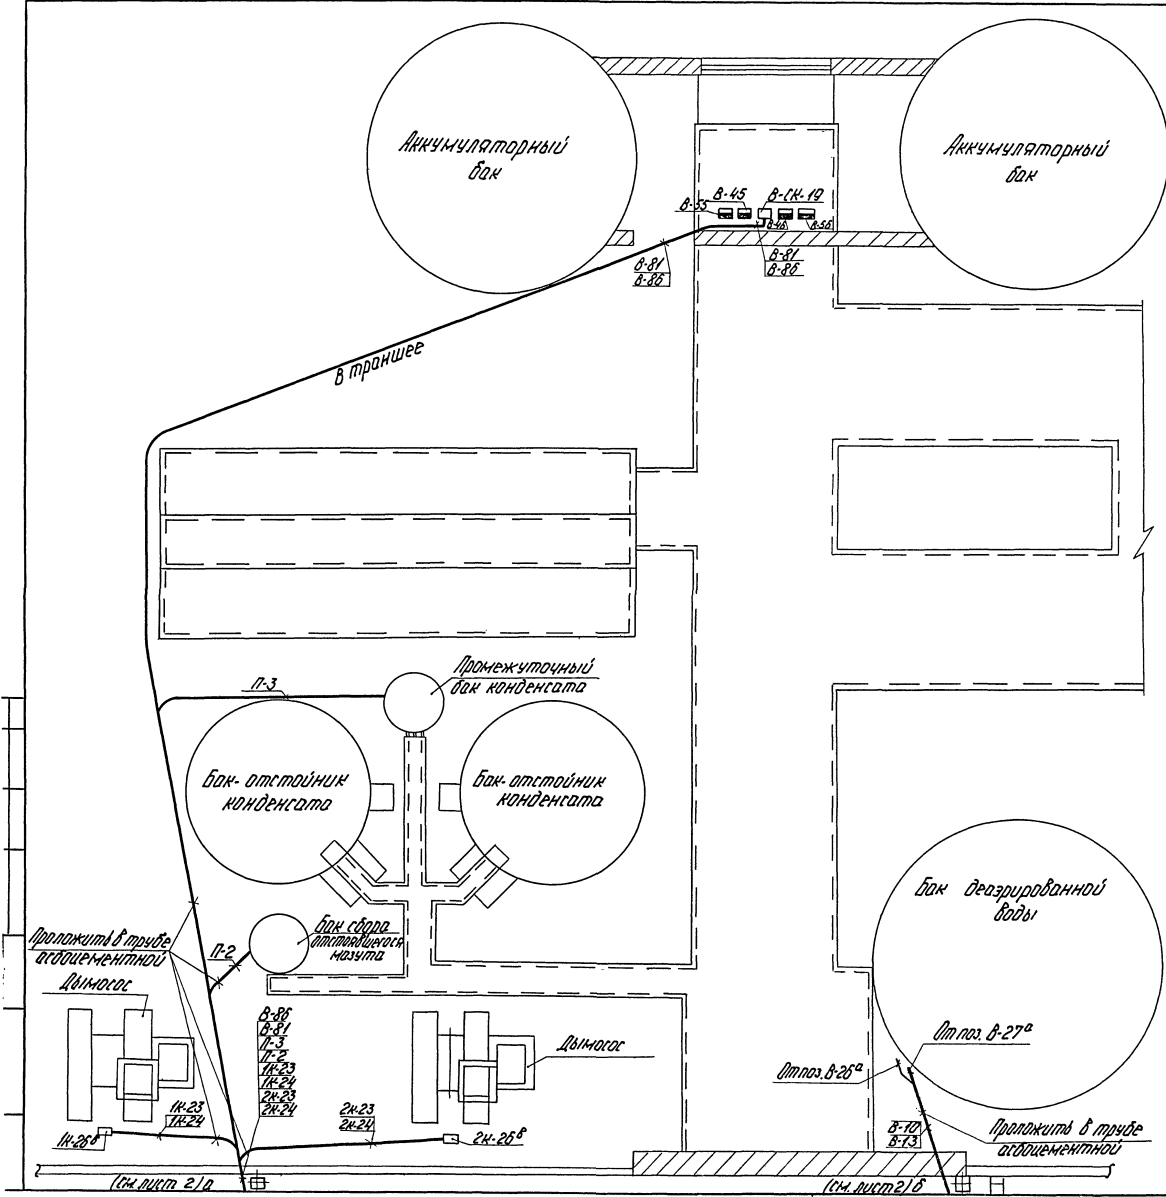 Аккумуляторный
бак
Аккумуляторный
бак
В-55
В-45
В-СК-19
В-46
В-56
В-81
В-86
В-81
В-86
В траншее
Промежуточный
бак конденсата
П-3
Бак-отстойник
конденсата
Бак-отстойник
конденсата
Бак деаэрированной
воды
Бак сбора
отстоявшегося
мазута
Проложить в трубе
асбоцементной
П-2
Дымосос
В-86
В-81
П-3
П-2
1К-23
1К-24
2К-23
2К-24
Дымосос
От поз. В-27а
От поз. В-26а
1К-23
1К-24
2К-23
2К-24
1К-26в
2К-26в
В-10
В-13
Проложить в трубе
асбоцементной
(см. лист 2) а
(см. лист 2) б